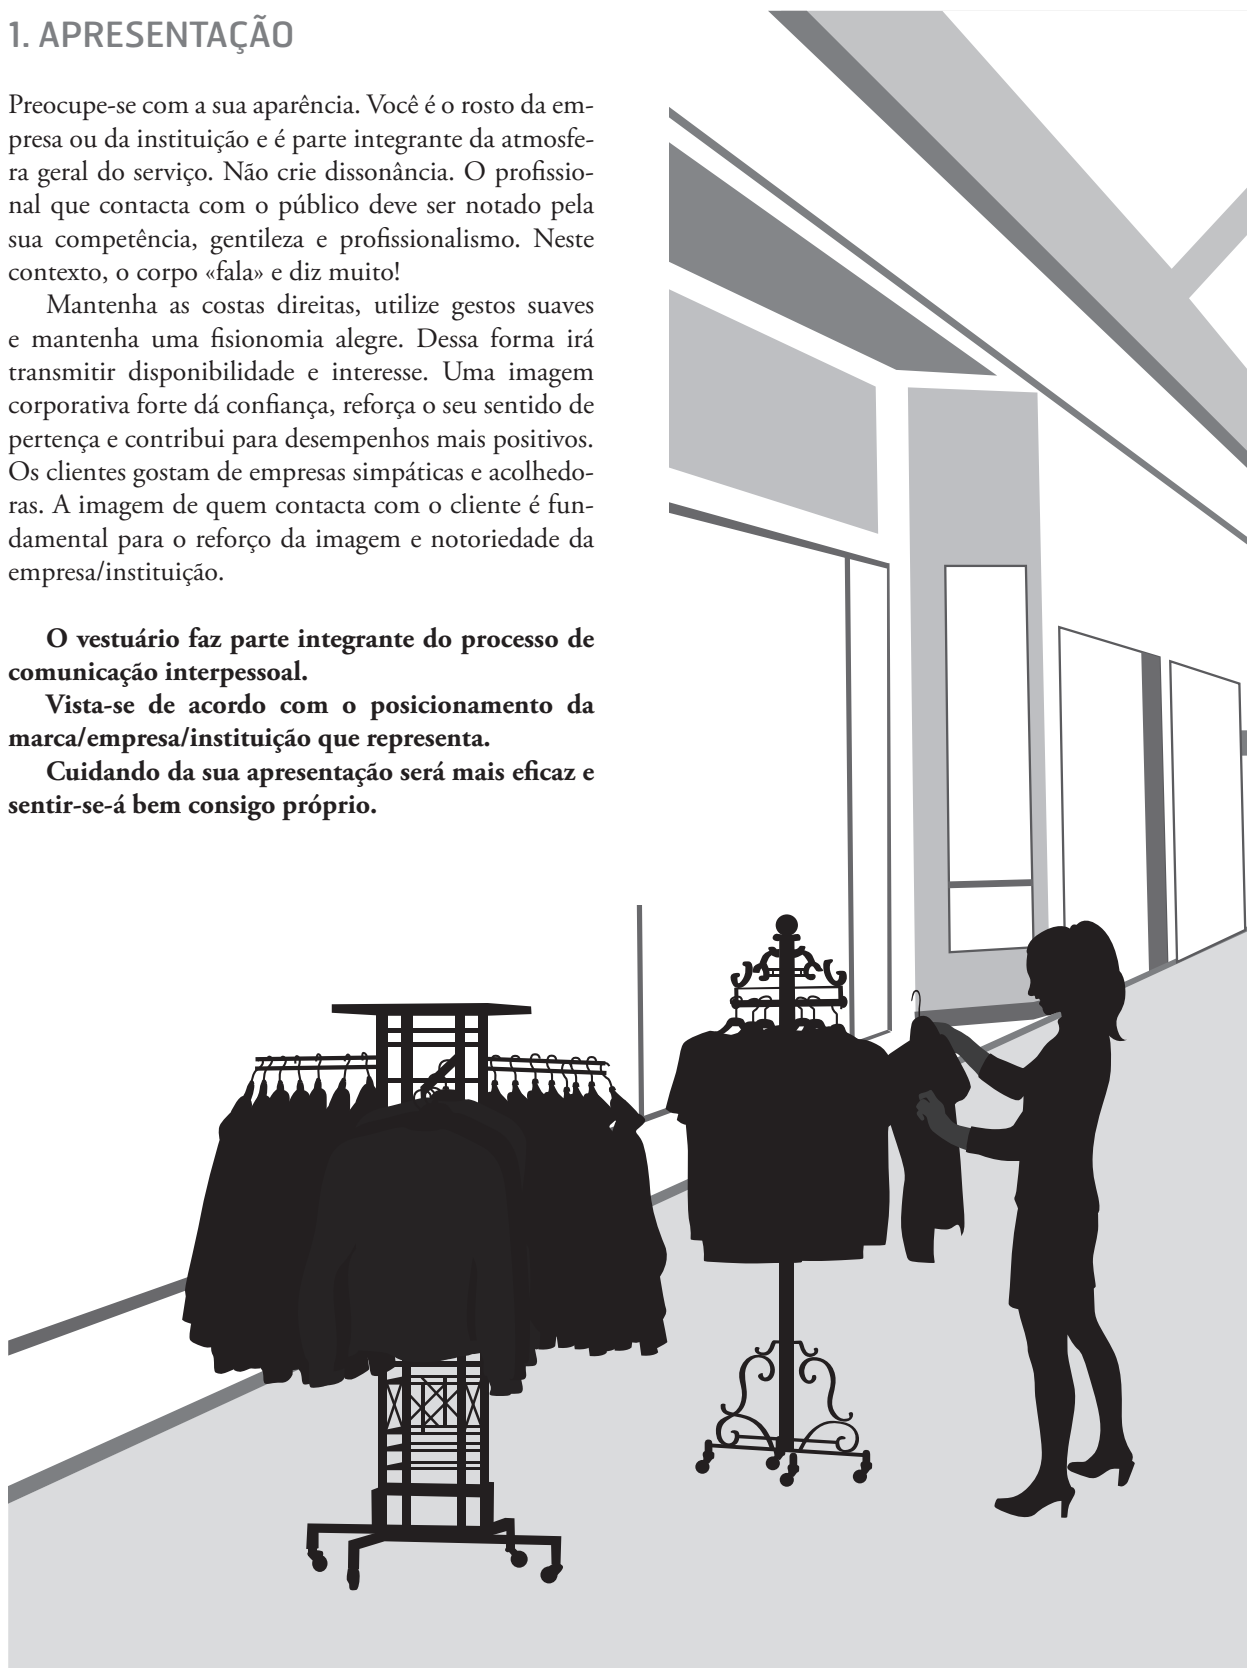 1. APRESENTAÇÃO
Preocupe-se com a sua aparência. Você é o rosto da em-
presa ou da instituição e é parte integrante da atmosfe-
ra geral do serviço. Não crie dissonância. O profissio-
nal que contacta com o público deve ser notado pela
sua competência, gentileza e profissionalismo. Neste
contexto, o corpo «fala» e diz muito!
Mantenha as costas direitas, utilize gestos suaves
e mantenha uma fisionomia alegre. Dessa forma irá
transmitir disponibilidade e interesse. Uma imagem
corporativa forte dá confiança, reforça o seu sentido de
pertença e contribui para desempenhos mais positivos.
Os clientes gostam de empresas simpáticas e acolhedo-
ras. A imagem de quem contacta com o cliente é fun-
damental para o reforço da imagem e notoriedade da
empresa/instituição.
O vestuário faz parte integrante do processo de
comunicação interpessoal.
Vista-se de acordo com o posicionamento da
marca/empresa/instituição que representa.
Cuidando da sua apresentação será mais eficaz e
sentir-se-á bem consigo próprio.